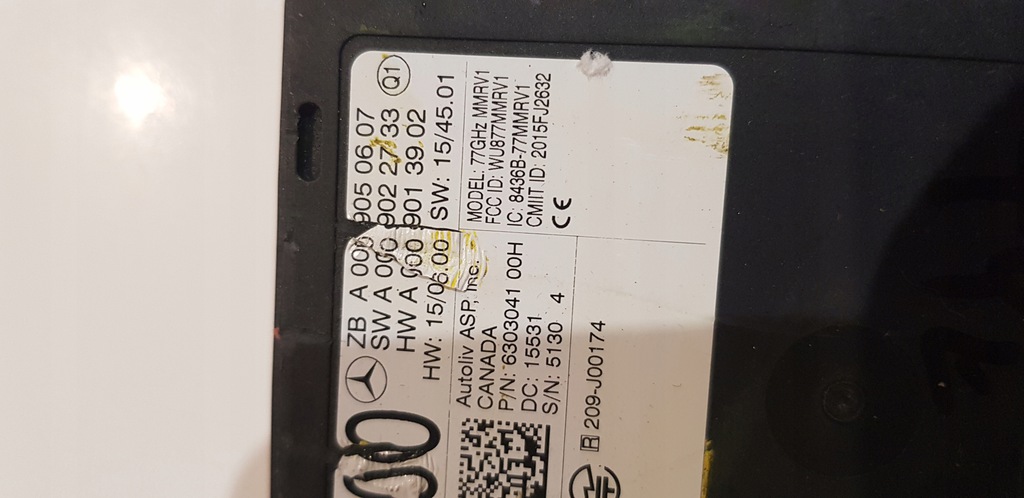 ZB A 000 905 06 07 Q1
SW A 000 902 27/33
HW A 000 901 39 02
HW: 15/06.00 SW: 15/45.01
MODEL: 77GHz MMRV1
FCC ID: WU877MMRV1
IC: 8436B-77MMRV1
CMIIT ID: 2015FJ2632
CE
Autoliv ASP, Inc.
CANADA
P/N: 6303041 00H
DC: 15531
S/N: 5130 4
R 209-J00174